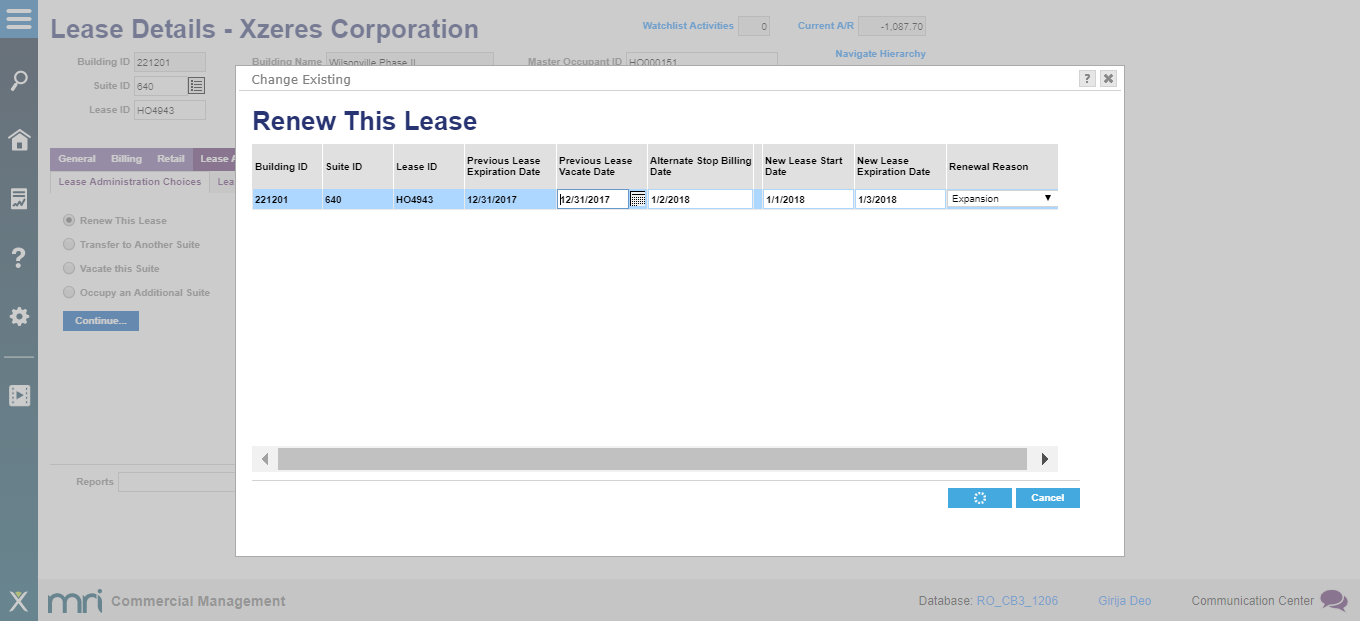 Lease Details - Xzeres Corporation
Watchlist Activities 0
Current A/R -1,087.70
Navigate Hierarchy
Building ID 221201
Building Name Wilsonville Phase II
Master Occupant ID HO000151
Suite ID 640
Lease ID HO4943
General Billing Retail Lease A
Lease Administration Choices Lea
Renew This Lease
Transfer to Another Suite
Vacate this Suite
Occupy an Additional Suite
Continue...
Reports
Change Existing
?
Renew This Lease
Building ID
Suite ID
Lease ID
Previous Lease
Expiration Date
Previous Lease
Vacate Date
Alternate Stop Billing
Date
New Lease Start
Date
New Lease
Expiration Date
Renewal Reason
221201 640 HO4943 12/31/2017 12/31/2017 1/2/2018 1/1/2018 1/3/2018 Expansion
Cancel
mri Commercial Management
Database: RO_CB3_1206
Girija Deo
Communication Center